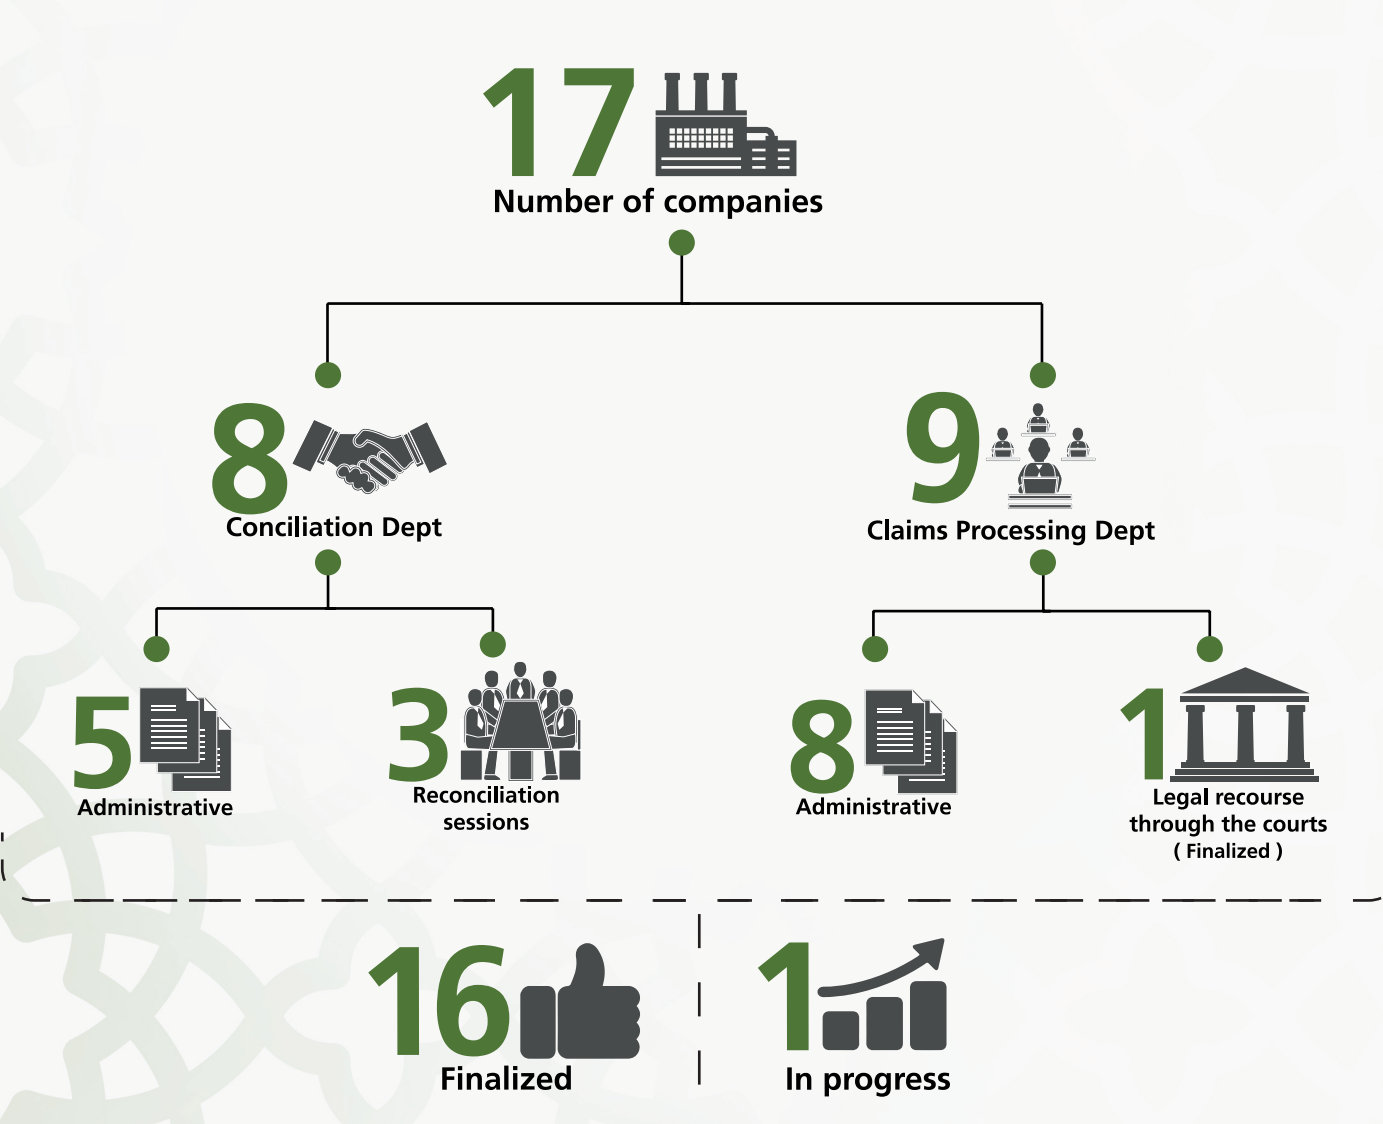 17
Number of companies
8
Conciliation Dept
9
Claims Processing Dept
5
Administrative
3
Reconciliation
sessions
8
Administrative
1
Legal recourse
through the courts
( Finalized )
16
Finalized
1
In progress